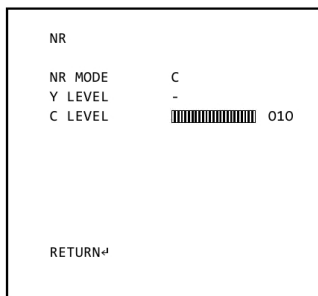 NR
NR MODE C
Y LEVEL -
C LEVEL 010
RETURN↵